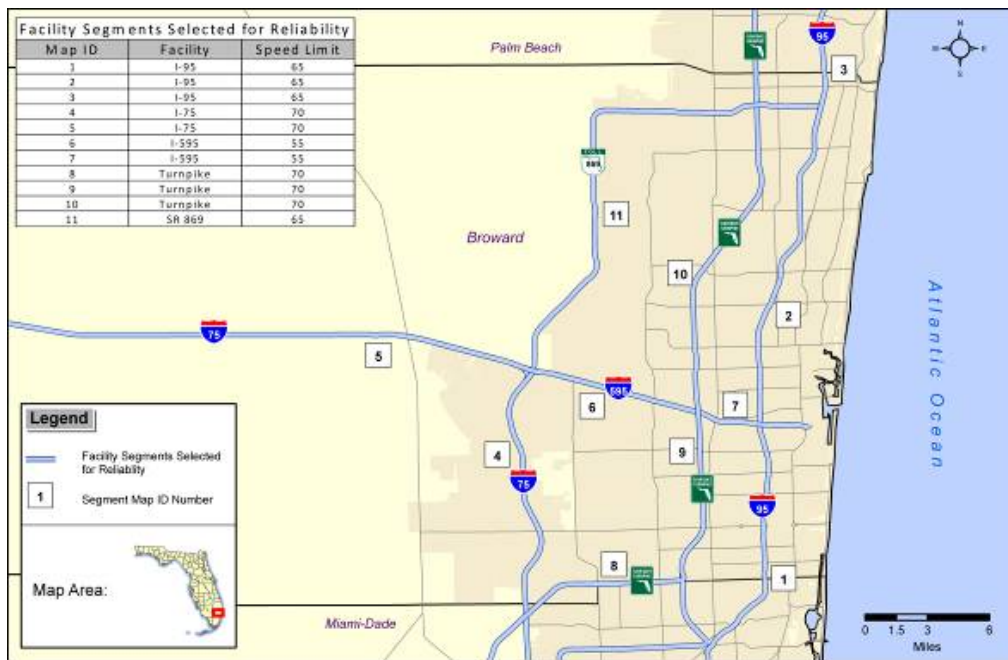 Facility Segments Selected for Reliability
Map ID Facility Speed Limit
1 I-95 65
2 I-95 65
3 I-95 65
4 I-75 70
5 I-75 70
6 I-595 55
7 I-595 55
8 Turnpike 70
9 Turnpike 70
10 Turnpike 70
11 SR 869 65
Palm Beach
95
N
W E
S
3
TOLL
869
11
Broward
10
2
75
5
595
6
7
Atlantic Ocean
Legend
Facility Segments Selected
for Reliablity
1 Segment Map ID Number
4
75
9
95
8
1
Map Area:
Miami-Dade
0 1.5 3 6
Miles